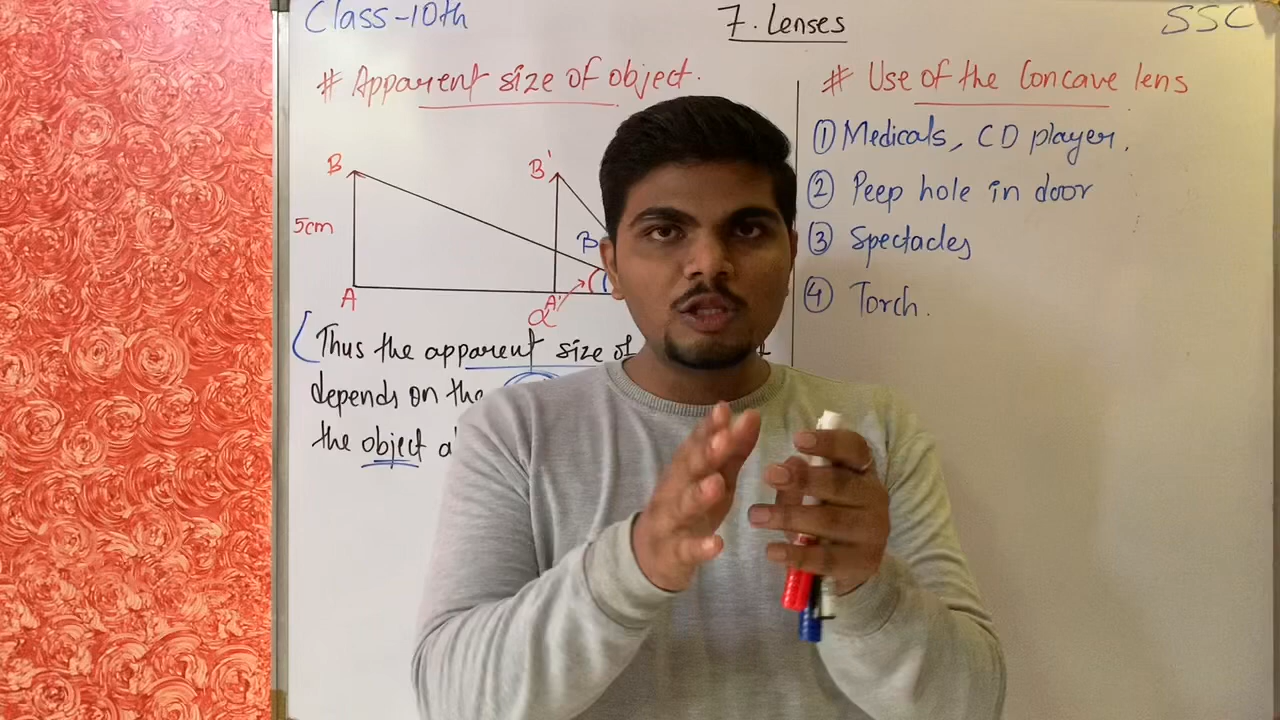 Class-10th
7. Lenses
SSC
# Apparent size of object.
B
B'
5cm
B
A
A'
α
Thus the apparent size of
depends on the
the object
# Use of the Concave lens
① Medicals, CD player.
② Peep hole in door
③ Spectacles
④ Torch.